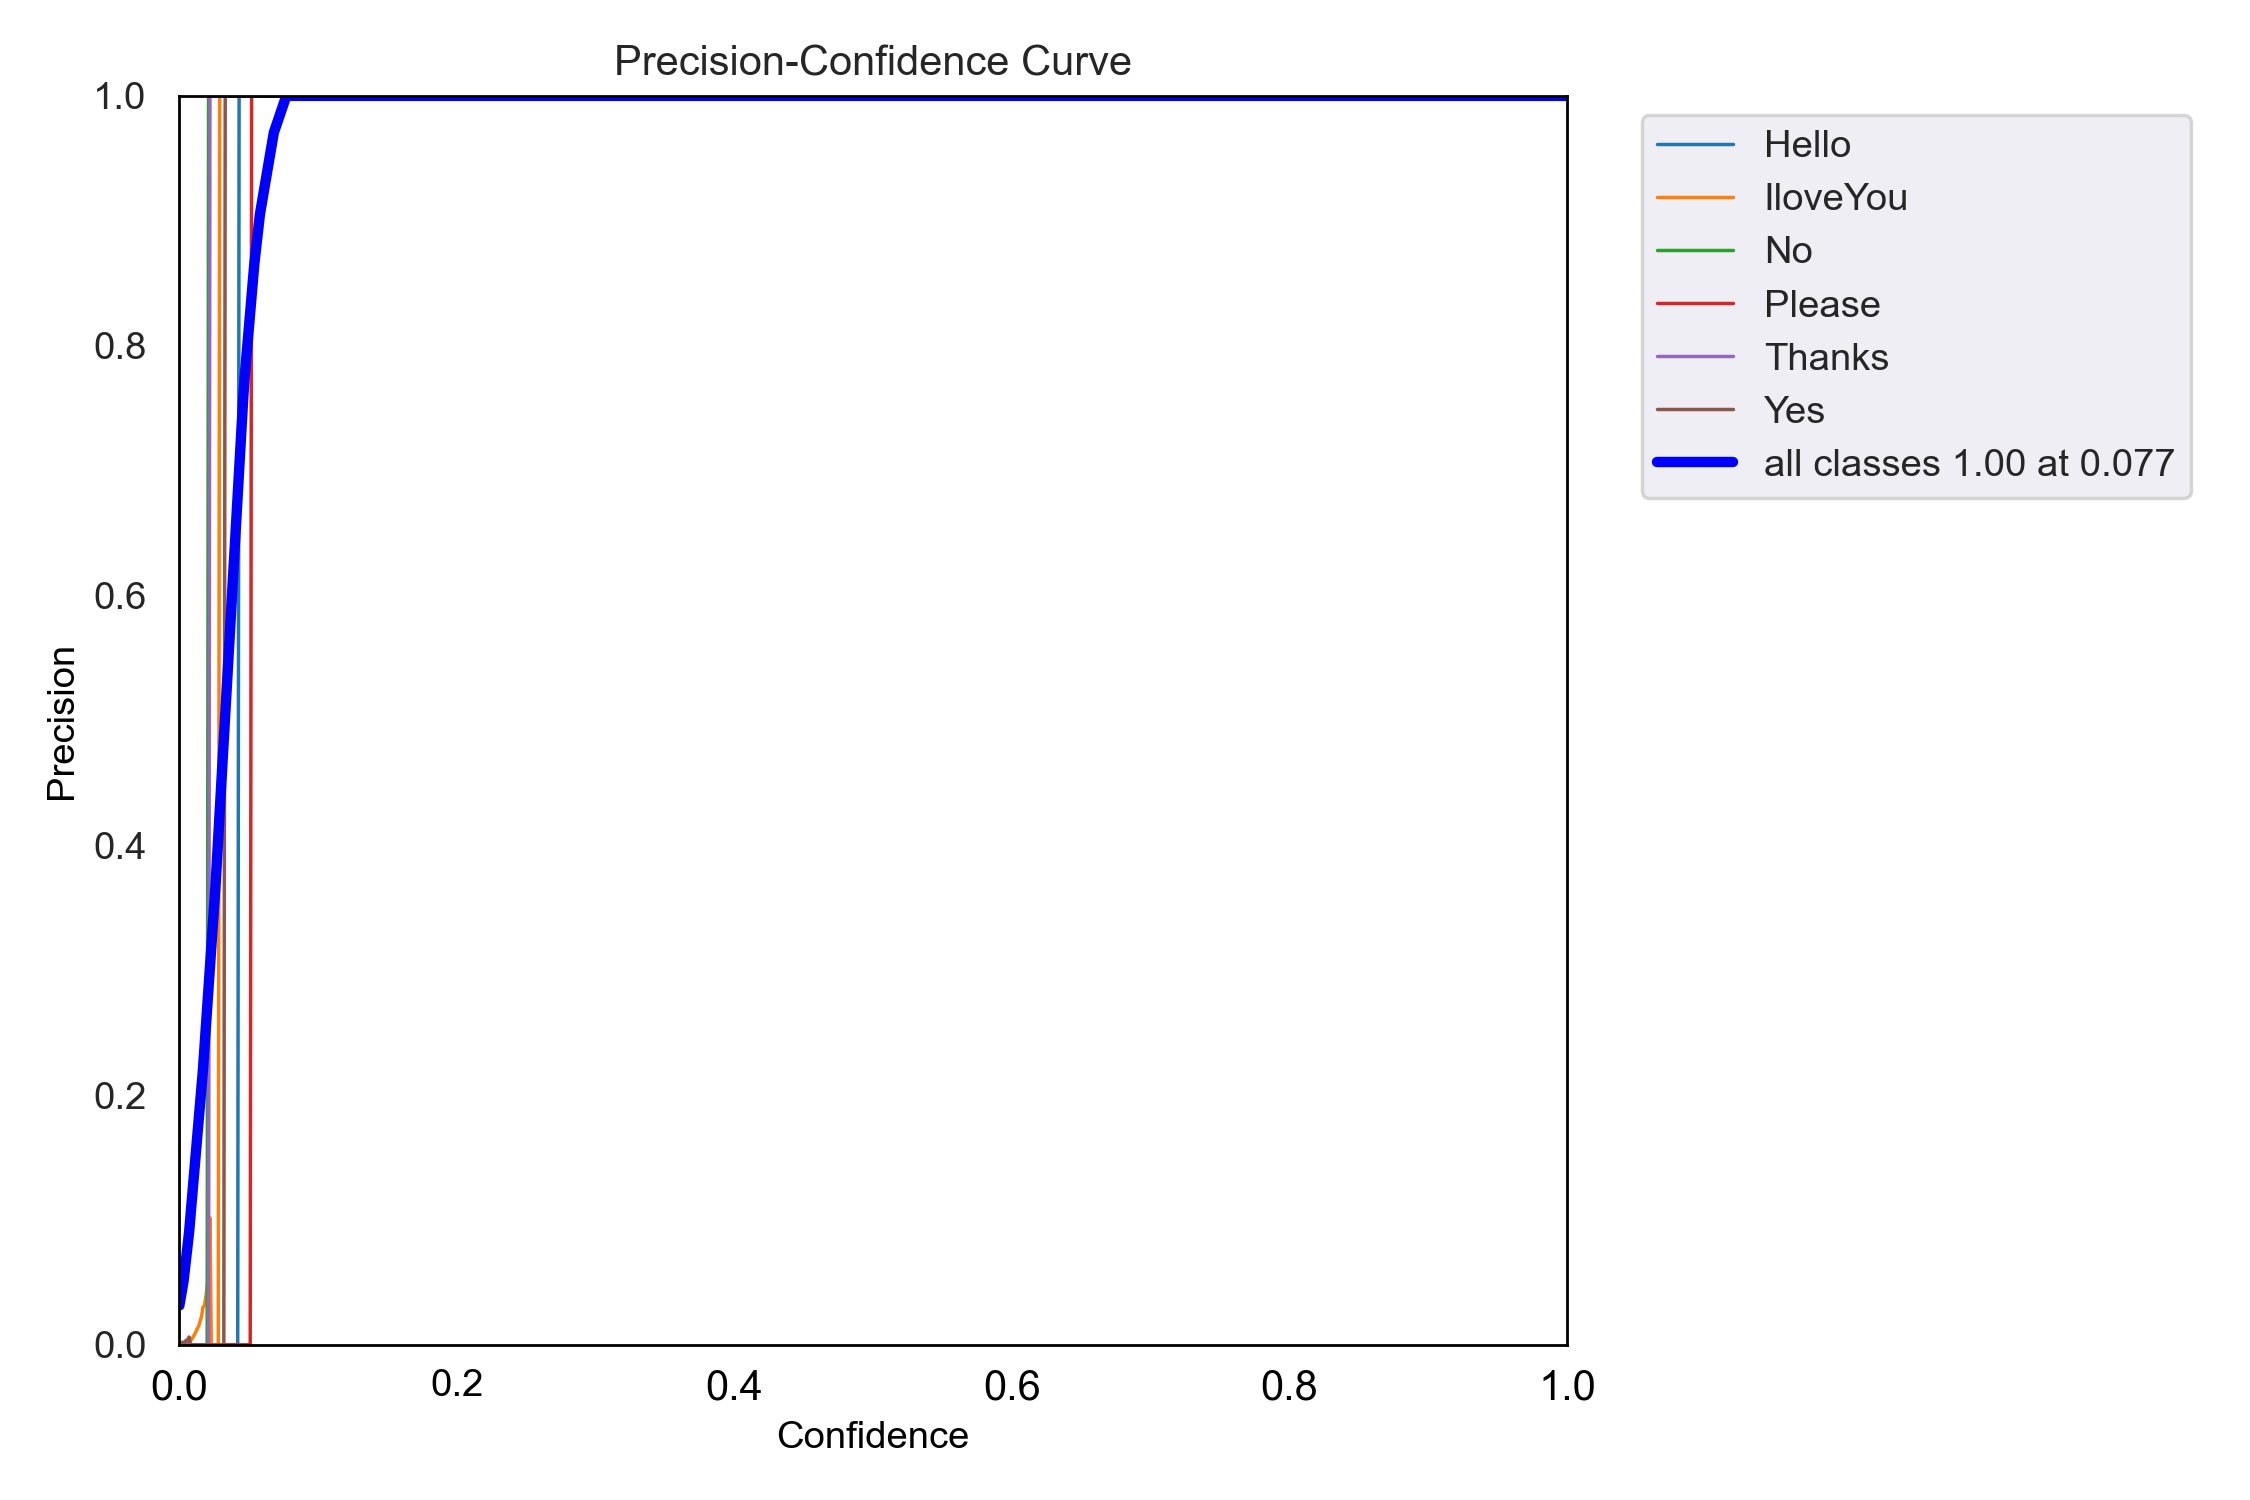 Precision-Confidence Curve
1.0
0.8
0.6
0.4
0.2
0.0
Precision
0.0 0.2 0.4 0.6 0.8 1.0
Confidence
Hello
IloveYou
No
Please
Thanks
Yes
all classes 1.00 at 0.077